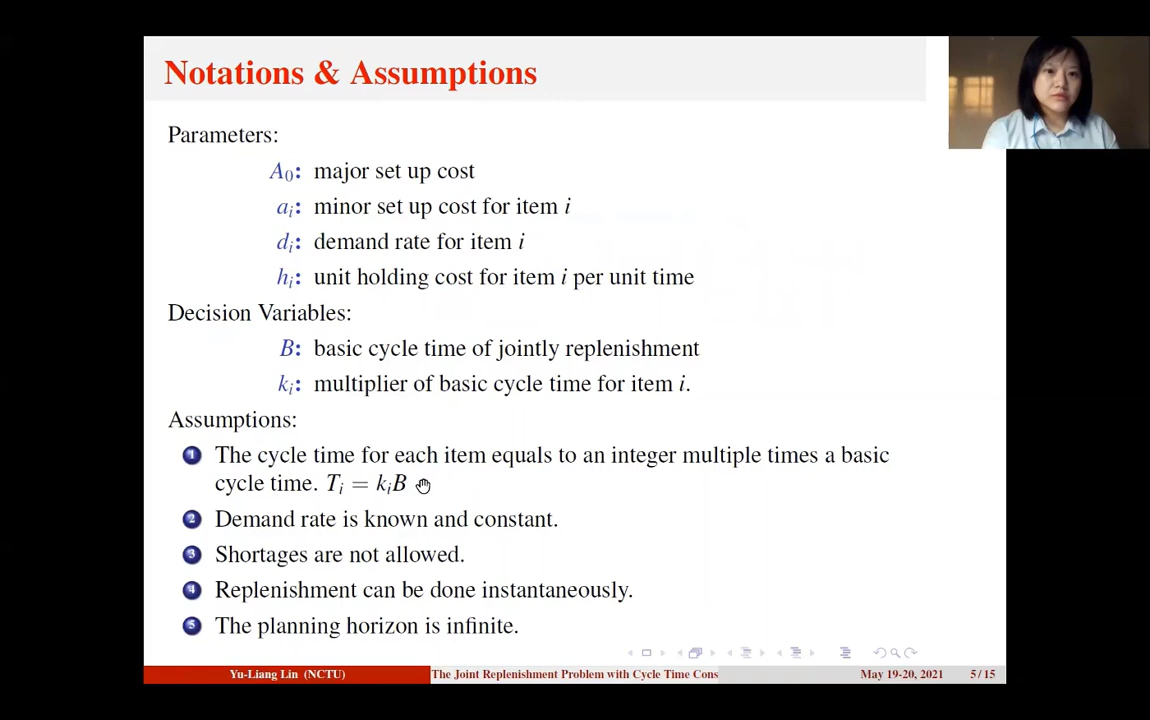 Notations & Assumptions
Parameters:
A₀: major set up cost
aᵢ: minor set up cost for item i
dᵢ: demand rate for item i
hᵢ: unit holding cost for item i per unit time
Decision Variables:
B: basic cycle time of jointly replenishment
kᵢ: multiplier of basic cycle time for item i.
Assumptions:
1 The cycle time for each item equals to an integer multiple times a basic
cycle time. Tᵢ = kᵢB
2 Demand rate is known and constant.
3 Shortages are not allowed.
4 Replenishment can be done instantaneously.
5 The planning horizon is infinite.
Yu-Liang Lin (NCTU) The Joint Replenishment Problem with Cycle Time Cons May 19-20, 2021 5/15